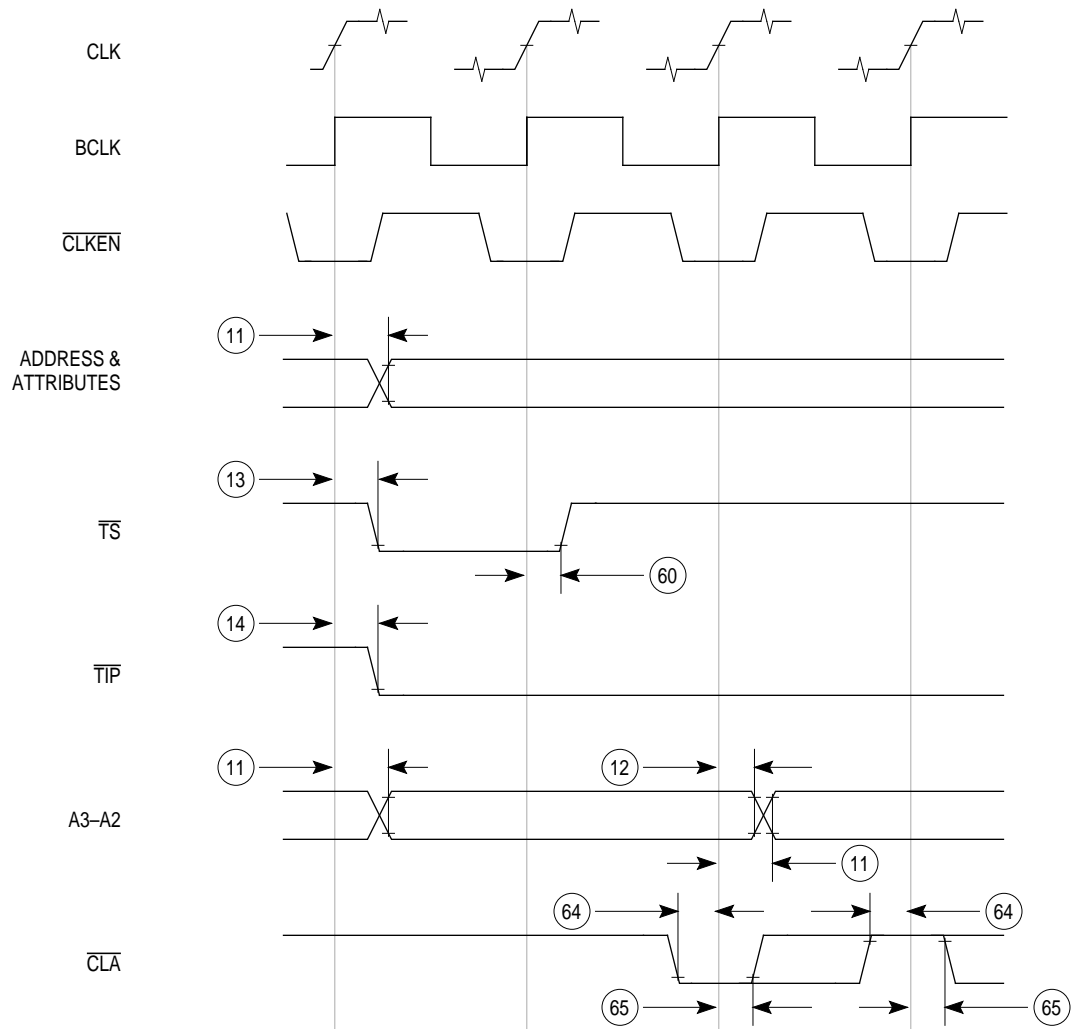 CLK
BCLK
CLKEN
11
ADDRESS &
ATTRIBUTES
13
TS
60
14
TIP
11
12
A3–A2
11
64
64
CLA
65
65